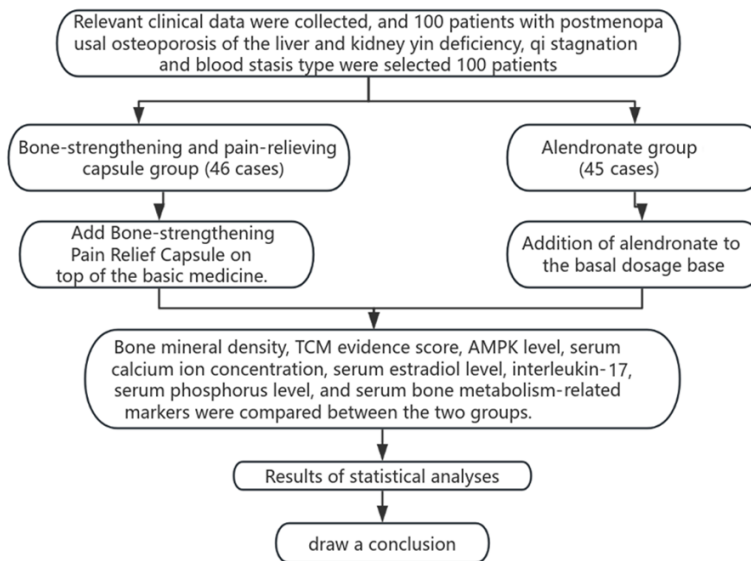 Relevant clinical data were collected, and 100 patients with postmenopa
usal osteoporosis of the liver and kidney yin deficiency, qi stagnation
and blood stasis type were selected 100 patients
Bone-strengthening and pain-relieving
capsule group (46 cases)
Alendronate group
(45 cases)
Add Bone-strengthening
Pain Relief Capsule on
top of the basic medicine.
Addition of alendronate to
the basal dosage base
Bone mineral density, TCM evidence score, AMPK level, serum
calcium ion concentration, serum estradiol level, interleukin-17,
serum phosphorus level, and serum bone metabolism-related
markers were compared between the two groups.
Results of statistical analyses
draw a conclusion